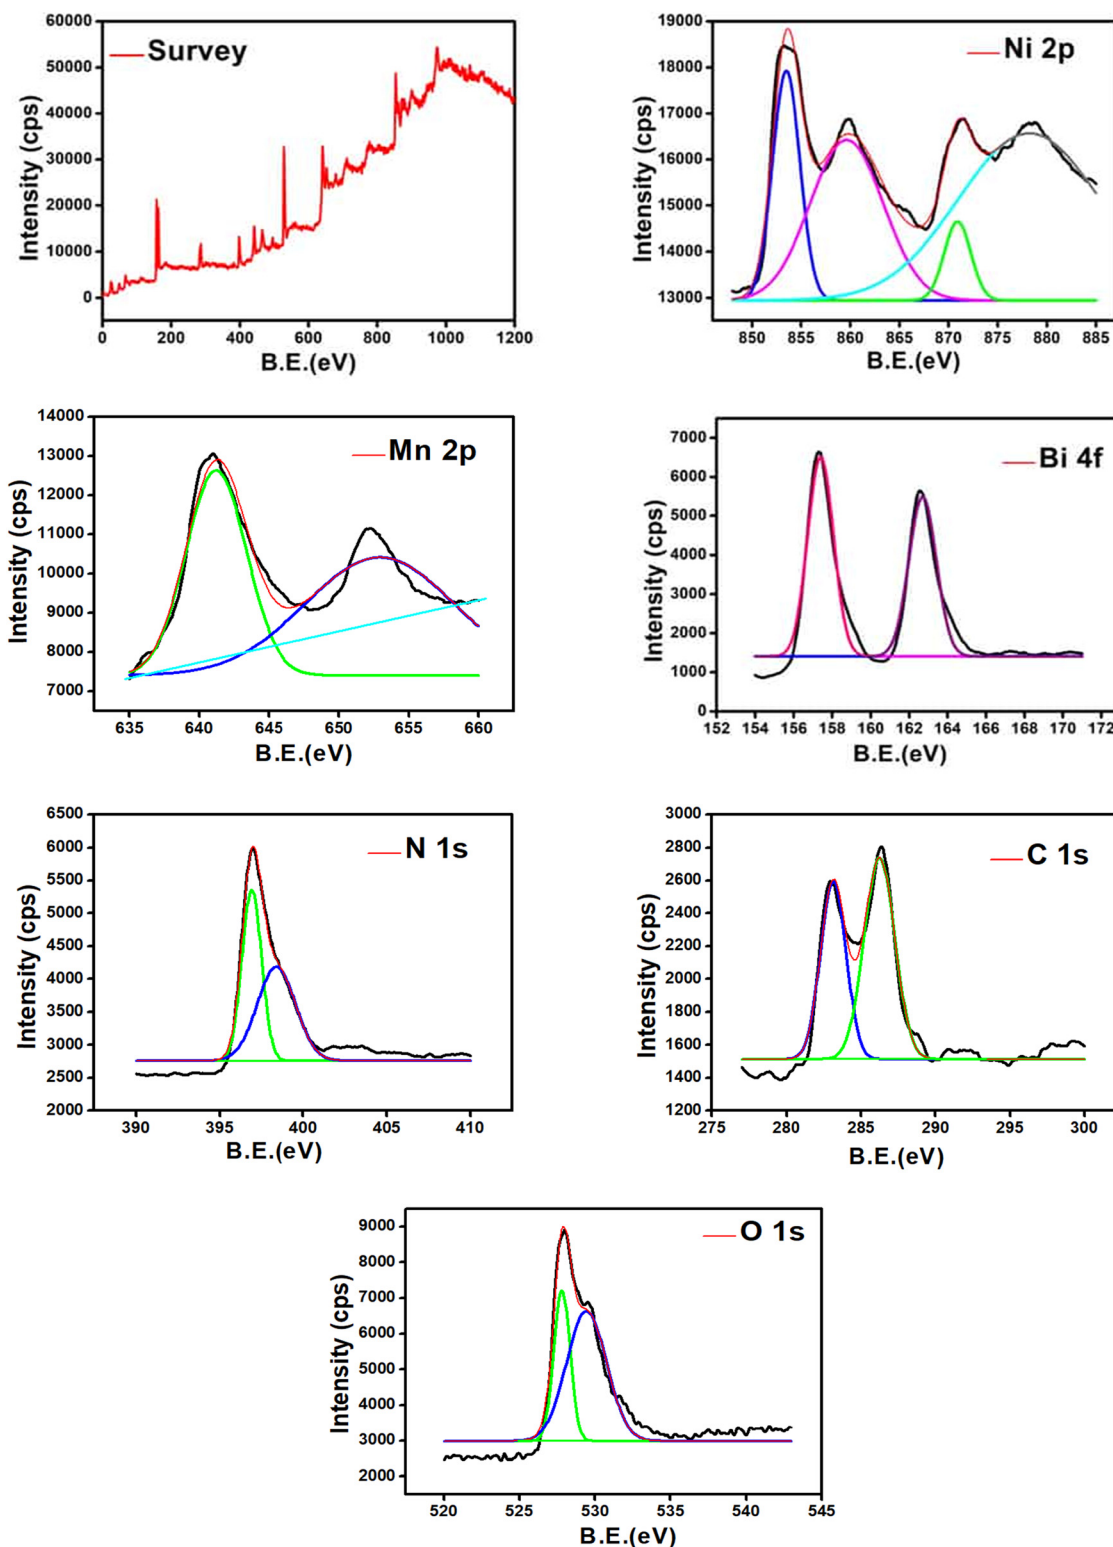 Survey
Intensity (cps)
60000
50000
40000
30000
20000
10000
0
0 200 400 600 800 1000 1200
B.E.(eV)
Ni 2p
Intensity (cps)
19000
18000
17000
16000
15000
14000
13000
850 855 860 865 870 875 880 885
B.E.(eV)
Mn 2p
Intensity (cps)
14000
13000
12000
11000
10000
9000
8000
7000
635 640 645 650 655 660
B.E.(eV)
Bi 4f
Intensity (cps)
7000
6000
5000
4000
3000
2000
1000
0
152 154 156 158 160 162 164 166 168 170 172
B.E.(eV)
N 1s
Intensity (cps)
6500
6000
5500
5000
4500
4000
3500
3000
2500
2000
390 395 400 405 410
B.E.(eV)
C 1s
Intensity (cps)
3000
2800
2600
2400
2200
2000
1800
1600
1400
1200
275 280 285 290 295 300
B.E.(eV)
O 1s
Intensity (cps)
9000
8000
7000
6000
5000
4000
3000
2000
520 525 530 535 540 545
B.E.(eV)